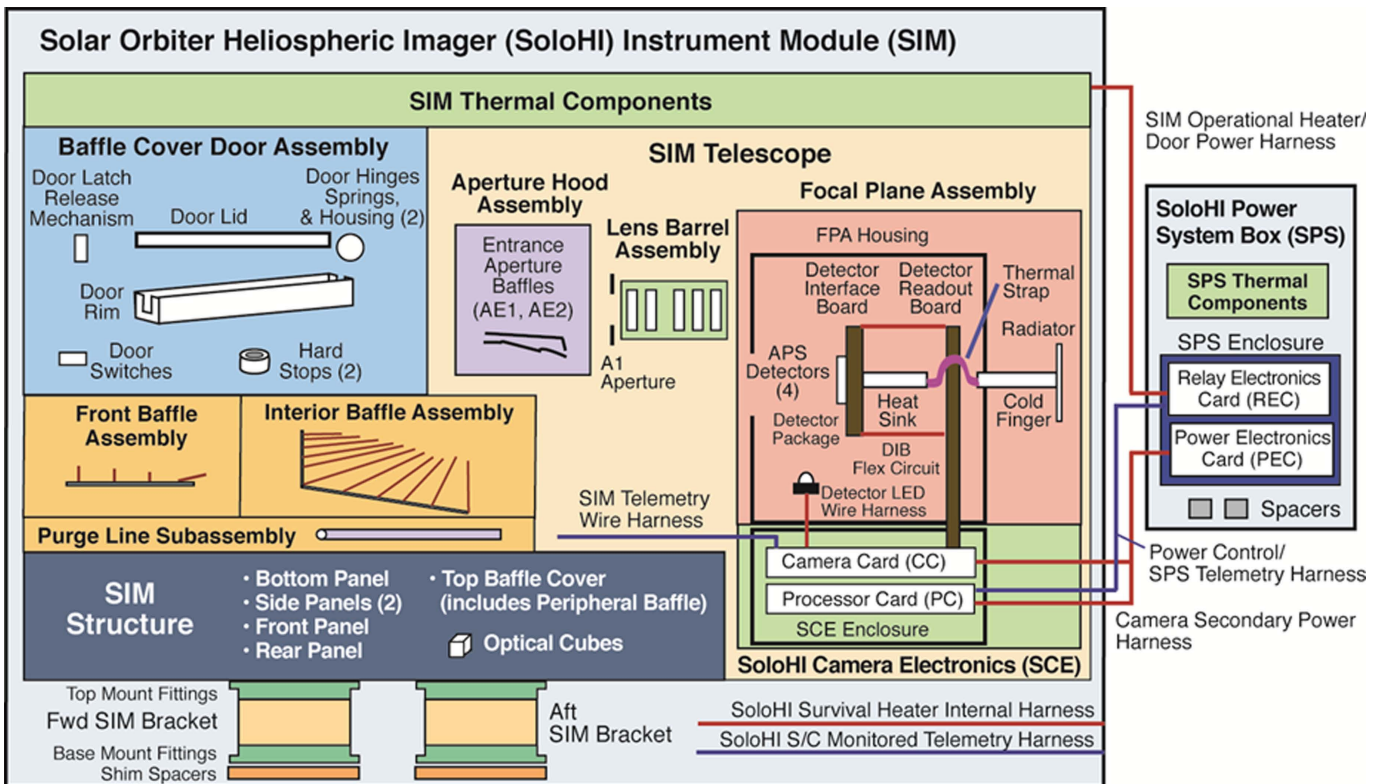 Solar Orbiter Heliospheric Imager (SoloHI) Instrument Module (SIM)
SIM Thermal Components
Baffle Cover Door Assembly
Door Latch
Release
Mechanism
Door Lid
Door Hinges
Springs,
& Housing (2)
Door
Rim
Door
Switches
Hard
Stops (2)
SIM Telescope
Aperture Hood
Assembly
Entrance
Aperture
Baffles
(AE1, AE2)
Lens Barrel
Assembly
A1
Aperture
Focal Plane Assembly
FPA Housing
Detector
Interface
Board
Detector
Readout
Board
Thermal
Strap
Radiator
APS
Detectors
(4)
Heat
Sink
Cold
Finger
Detector
Package
DIB
Flex Circuit
Detector LED
Wire Harness
Front Baffle
Assembly
Interior Baffle Assembly
SIM Telemetry
Wire Harness
Purge Line Subassembly
Camera Card (CC)
Processor Card (PC)
SCE Enclosure
SoloHI Camera Electronics (SCE)
SIM
Structure
• Bottom Panel
• Side Panels (2)
• Front Panel
• Rear Panel
• Top Baffle Cover
(includes Peripheral Baffle)
Optical Cubes
Top Mount Fittings
Fwd SIM Bracket
Base Mount Fittings
Shim Spacers
Aft
SIM Bracket
SoloHI Survival Heater Internal Harness
SoloHI S/C Monitored Telemetry Harness
SIM Operational Heater/
Door Power Harness
SoloHI Power
System Box (SPS)
SPS Thermal
Components
SPS Enclosure
Relay Electronics
Card (REC)
Power Electronics
Card (PEC)
Spacers
Power Control/
SPS Telemetry Harness
Camera Secondary Power
Harness